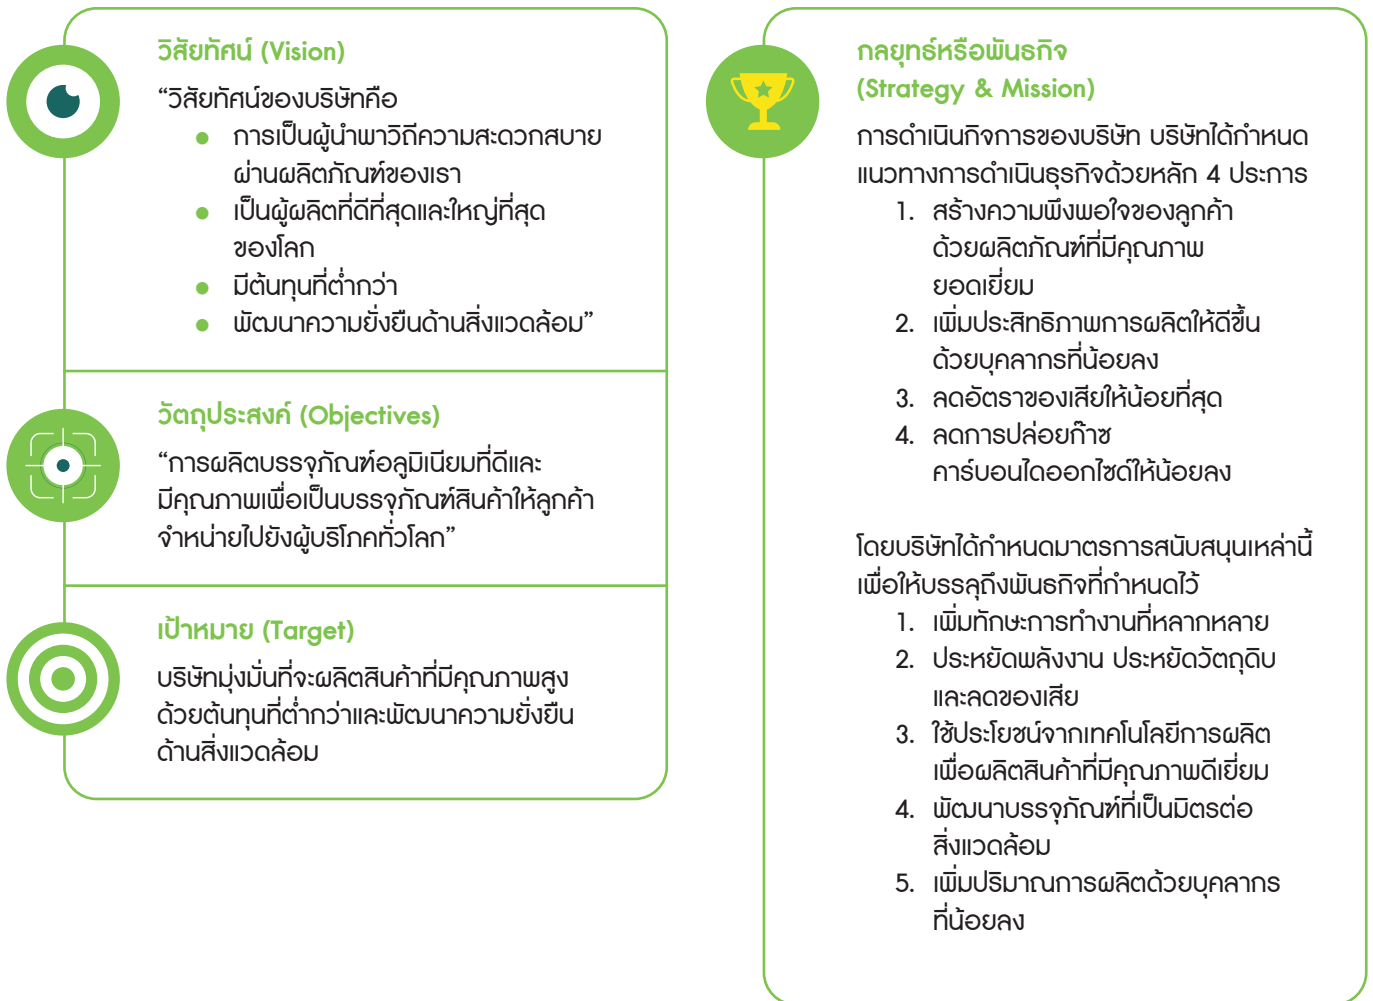 วิสัยทัศน์ (Vision)
“วิสัยทัศน์ของบริษัทคือ
● การเป็นผู้นำพาวิถีความสะดวกสบาย
ผ่านผลิตภัณฑ์ของเรา
● เป็นผู้ผลิตที่ดีที่สุดและใหญ่ที่สุด
ของโลก
● มีต้นทุนที่ต่ำกว่า
● พัฒนาความยั่งยืนด้านสิ่งแวดล้อม”
วัตถุประสงค์ (Objectives)
“การผลิตบรรจุภัณฑ์อลูมิเนียมที่ดีและ
มีคุณภาพเพื่อเป็นบรรจุภัณฑ์สินค้าให้ลูกค้า
จำหน่ายไปยังผู้บริโภคทั่วโลก”
เป้าหมาย (Target)
บริษัทมุ่งมั่นที่จะผลิตสินค้าที่มีคุณภาพสูง
ด้วยต้นทุนที่ต่ำกว่าและพัฒนาความยั่งยืน
ด้านสิ่งแวดล้อม
กลยุทธ์หรือพันธกิจ
(Strategy & Mission)
การดำเนินกิจการของบริษัท บริษัทได้กำหนด
แนวทางการดำเนินธุรกิจด้วยหลัก 4 ประการ
1. สร้างความพึงพอใจของลูกค้า
ด้วยผลิตภัณฑ์ที่มีคุณภาพ
ยอดเยี่ยม
2. เพิ่มประสิทธิภาพการผลิตให้ดีขึ้น
ด้วยบุคลากรที่น้อยลง
3. ลดอัตราของเสียให้น้อยที่สุด
4. ลดการปล่อยก๊าซ
คาร์บอนไดออกไซด์ให้น้อยลง
โดยบริษัทได้กำหนดมาตรการสนับสนุนเหล่านี้
เพื่อให้บรรลุถึงพันธกิจที่กำหนดไว้
1. เพิ่มทักษะการทำงานที่หลากหลาย
2. ประหยัดพลังงาน ประหยัดวัตถุดิบ
และลดของเสีย
3. ใช้ประโยชน์จากเทคโนโลยีการผลิต
เพื่อผลิตสินค้าที่มีคุณภาพดีเยี่ยม
4. พัฒนาบรรจุภัณฑ์ที่เป็นมิตรต่อ
สิ่งแวดล้อม
5. เพิ่มปริมาณการผลิตด้วยบุคลากร
ที่น้อยลง